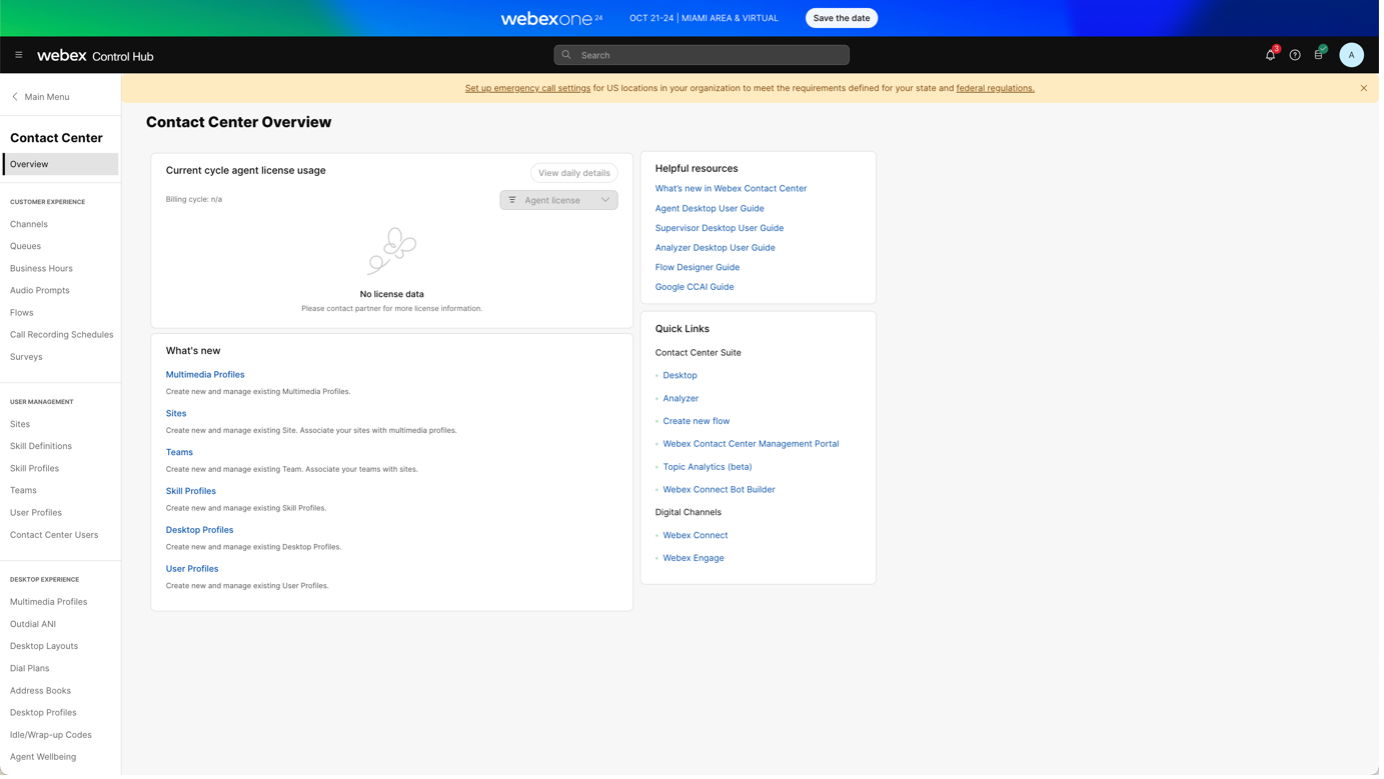 webexone 24
OCT 21-24 | MIAMI AREA & VIRTUAL
Save the date
webex Control Hub
Search
3
A
Main Menu
Set up emergency call settings for US locations in your organization to meet the requirements defined for your state and federal regulations.
Contact Center
Overview
CUSTOMER EXPERIENCE
Channels
Queues
Business Hours
Audio Prompts
Flows
Call Recording Schedules
Surveys
USER MANAGEMENT
Sites
Skill Definitions
Skill Profiles
Teams
User Profiles
Contact Center Users
DESKTOP EXPERIENCE
Multimedia Profiles
Outdial ANI
Desktop Layouts
Dial Plans
Address Books
Desktop Profiles
Idle/Wrap-up Codes
Agent Wellbeing
Contact Center Overview
Current cycle agent license usage
View daily details
Billing cycle: n/a
Agent license
No license data
Please contact partner for more license information.
What's new
Multimedia Profiles
Create new and manage existing Multimedia Profiles.
Sites
Create new and manage existing Site. Associate your sites with multimedia profiles.
Teams
Create new and manage existing Team. Associate your teams with sites.
Skill Profiles
Create new and manage existing Skill Profiles.
Desktop Profiles
Create new and manage existing Desktop Profiles.
User Profiles
Create new and manage existing User Profiles.
Helpful resources
What's new in Webex Contact Center
Agent Desktop User Guide
Supervisor Desktop User Guide
Analyzer Desktop User Guide
Flow Designer Guide
Google CCAI Guide
Quick Links
Contact Center Suite
Desktop
Analyzer
Create new flow
Webex Contact Center Management Portal
Topic Analytics (beta)
Webex Connect Bot Builder
Digital Channels
Webex Connect
Webex Engage